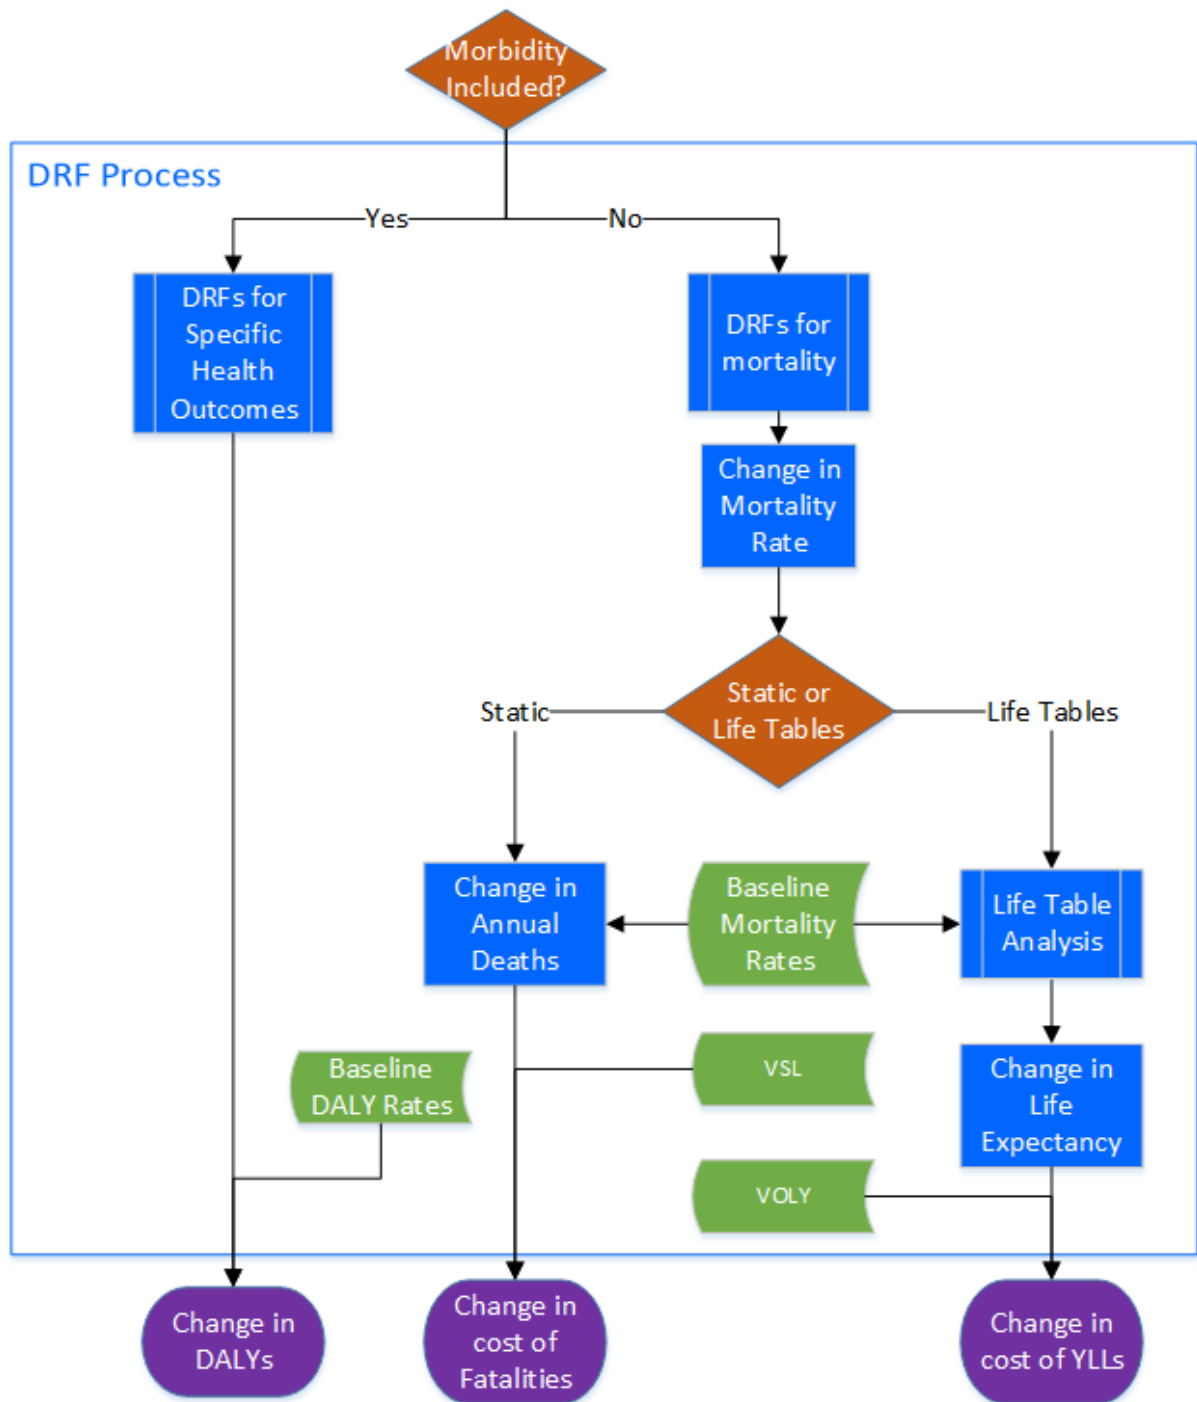 Morbidity
Included?
DRF Process
Yes
No
DRFs for
Specific
Health
Outcomes
DRFs for
mortality
Change in
Mortality
Rate
Static or
Life Tables
Static
Life Tables
Change in
Annual
Deaths
Baseline
Mortality
Rates
Life Table
Analysis
Baseline
DALY Rates
VSL
Change in
Life
Expectancy
VOLY
Change in
DALYs
Change in
cost of
Fatalities
Change in
cost of YLLs